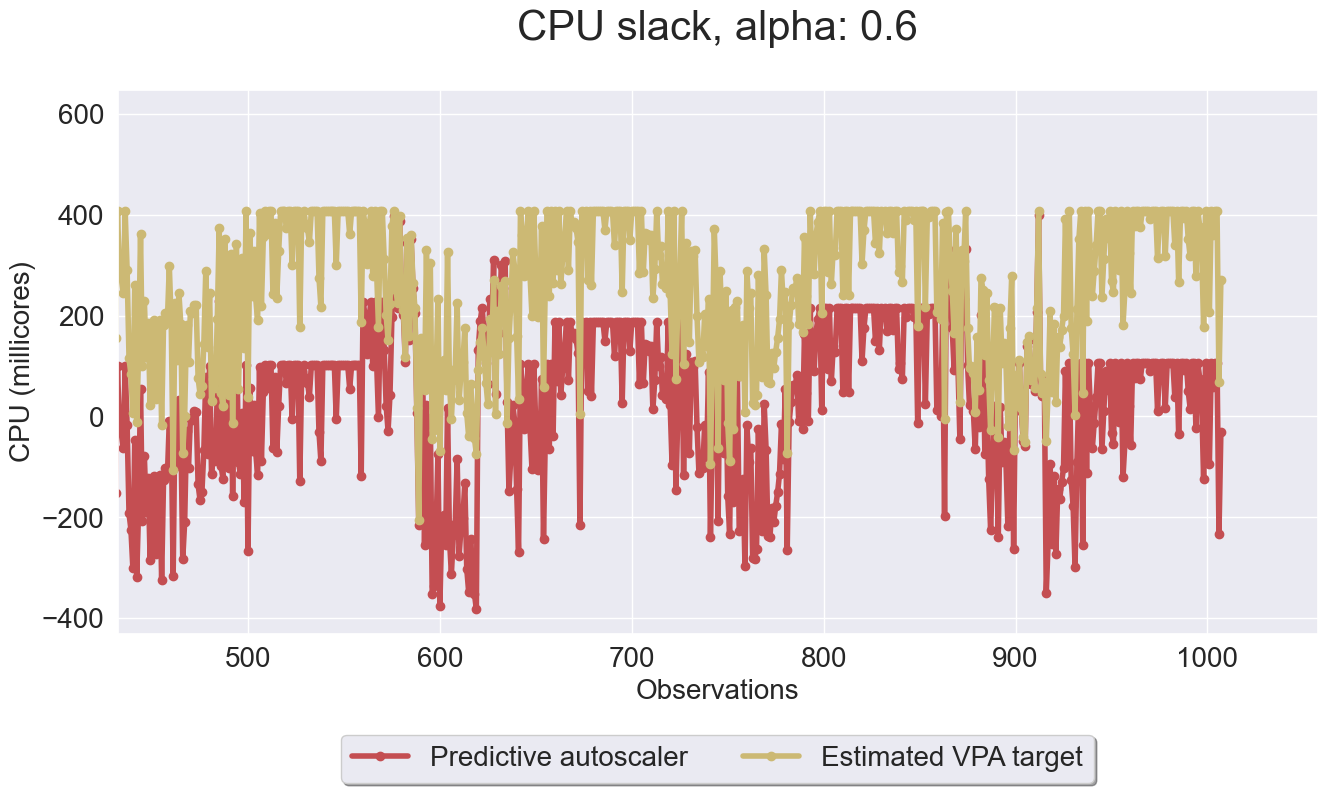 CPU slack, alpha: 0.6
CPU (millicores)
600
400
200
0
−200
−400
500 600 700 800 900 1000
Observations
Predictive autoscaler Estimated VPA target